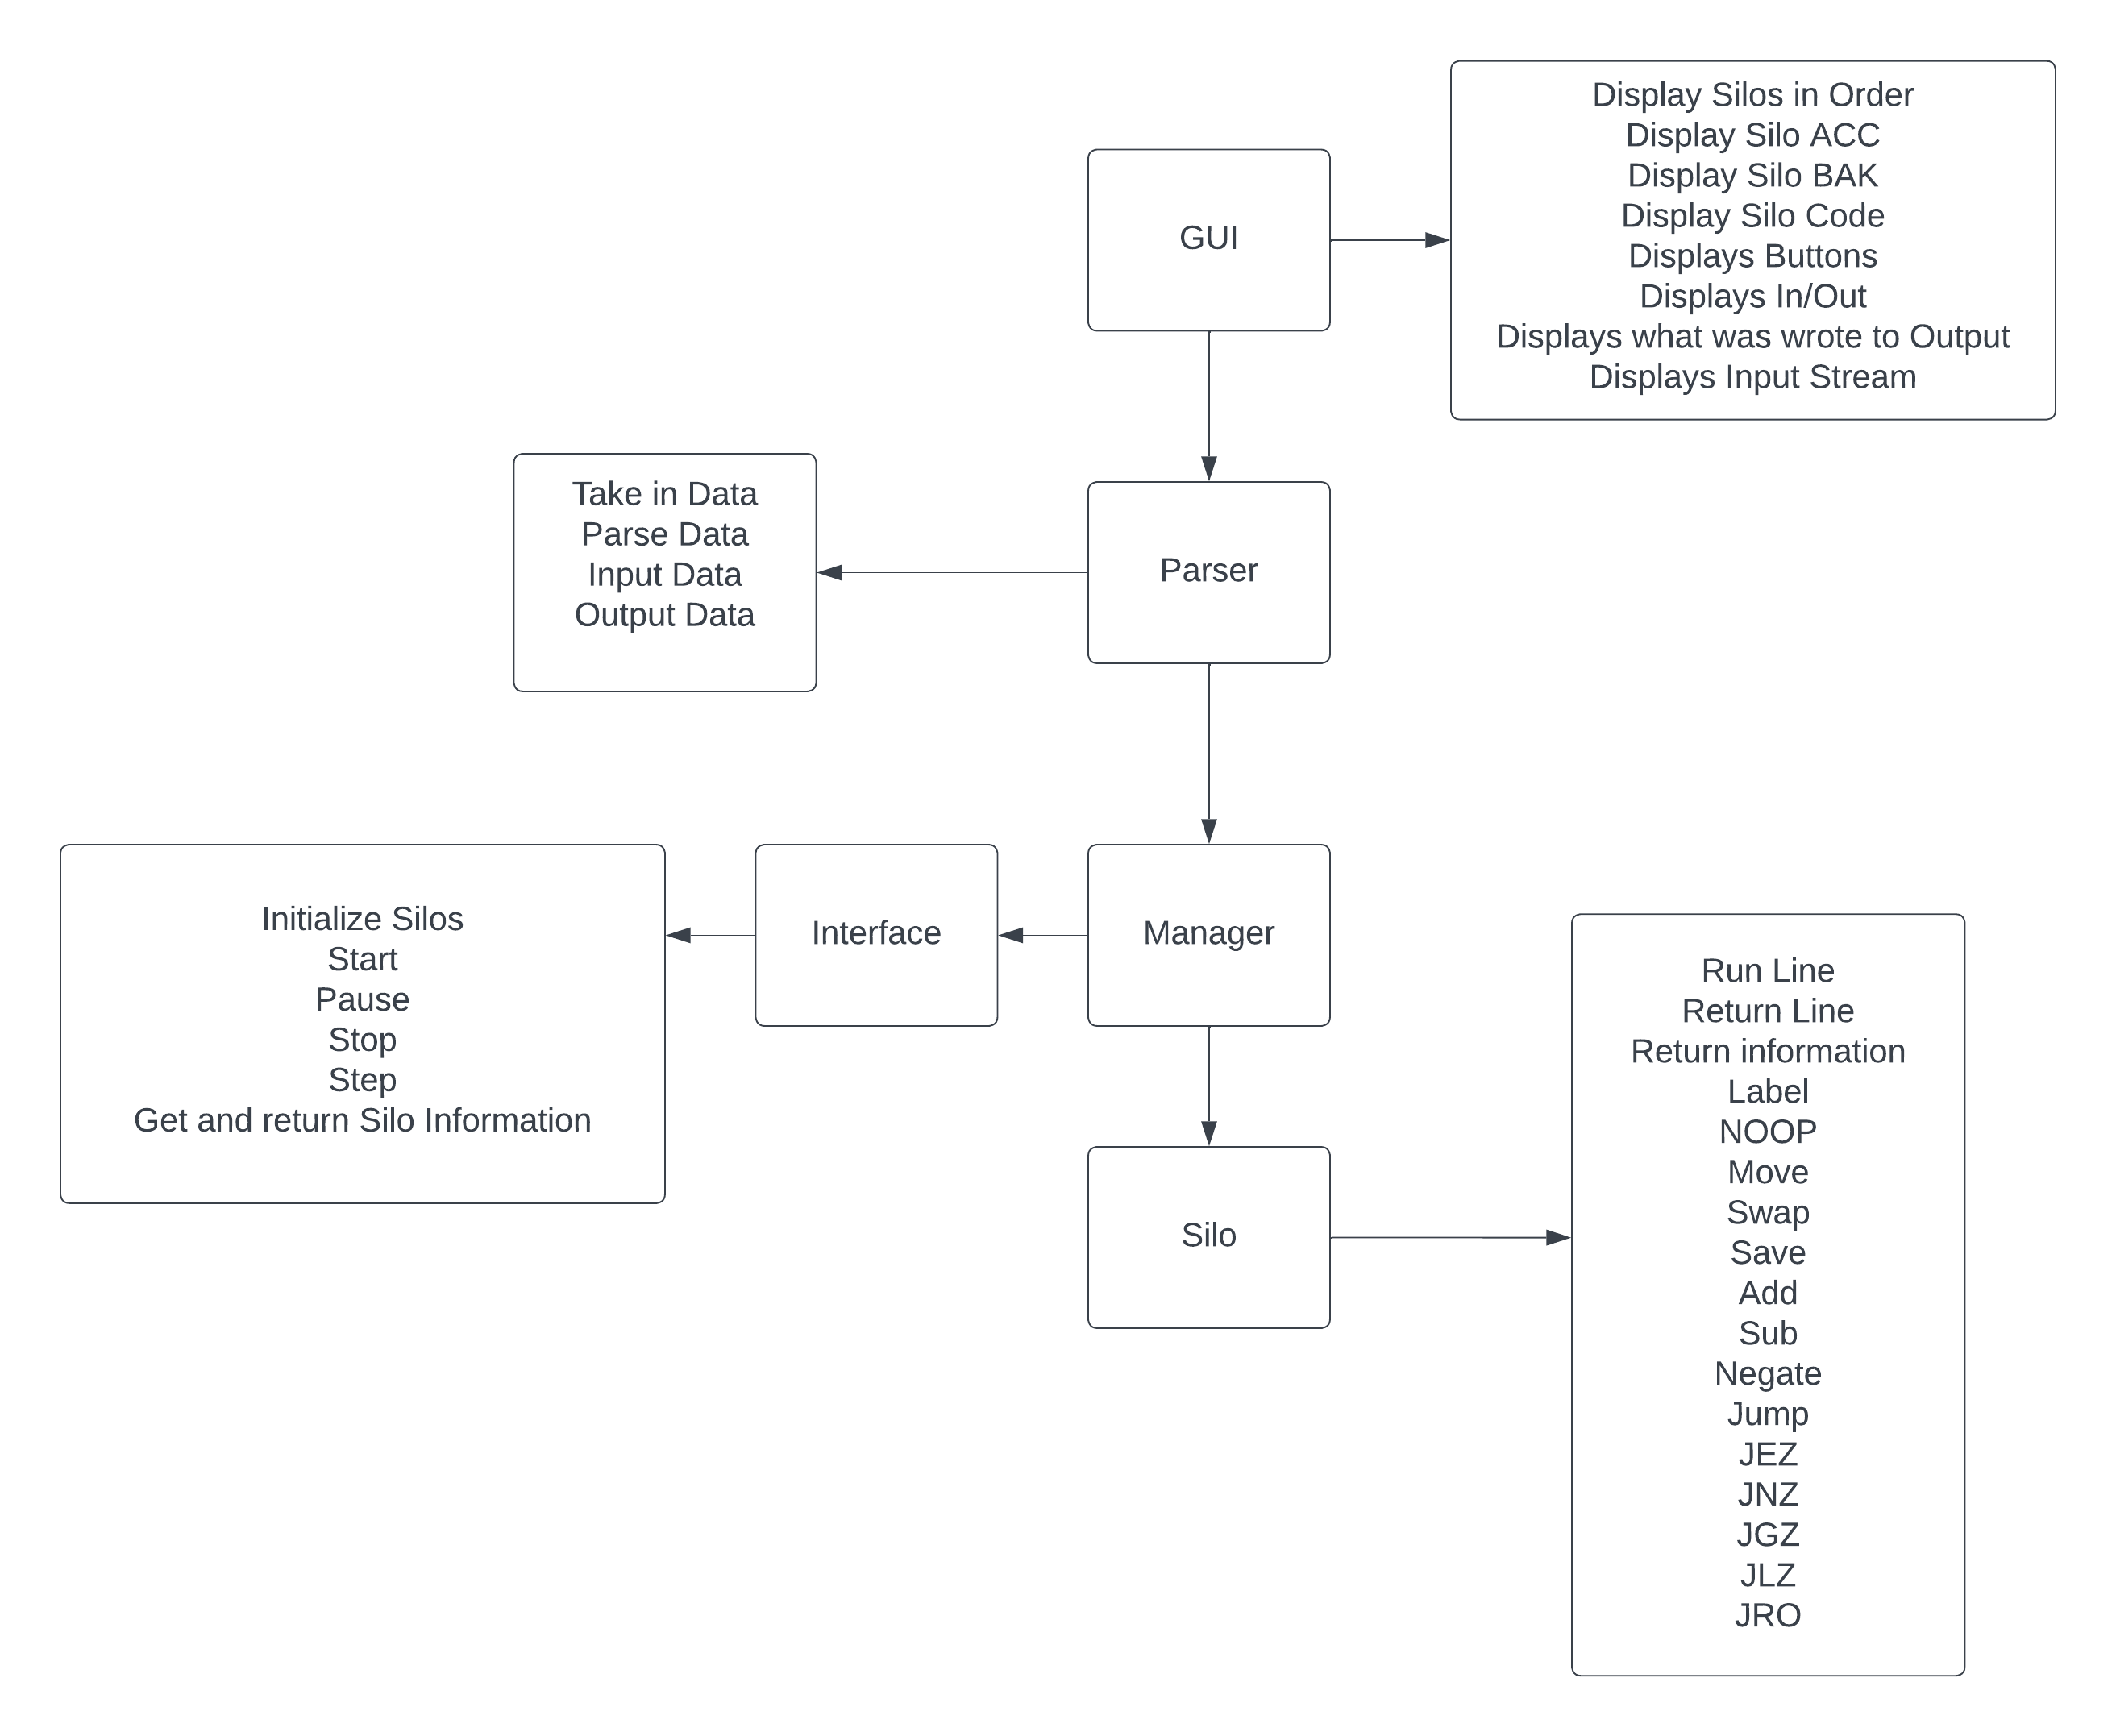 Display Silos in Order
Display Silo ACC
Display Silo BAK
Display Silo Code
Displays Buttons
Displays In/Out
Displays what was wrote to Output
Displays Input Stream
GUI
Take in Data
Parse Data
Input Data
Output Data
Parser
Initialize Silos
Start
Pause
Stop
Step
Get and return Silo Information
Interface
Manager
Run Line
Return Line
Return information
Label
NOOP
Move
Swap
Save
Add
Sub
Negate
Jump
JEZ
JNZ
JGZ
JLZ
JRO
Silo